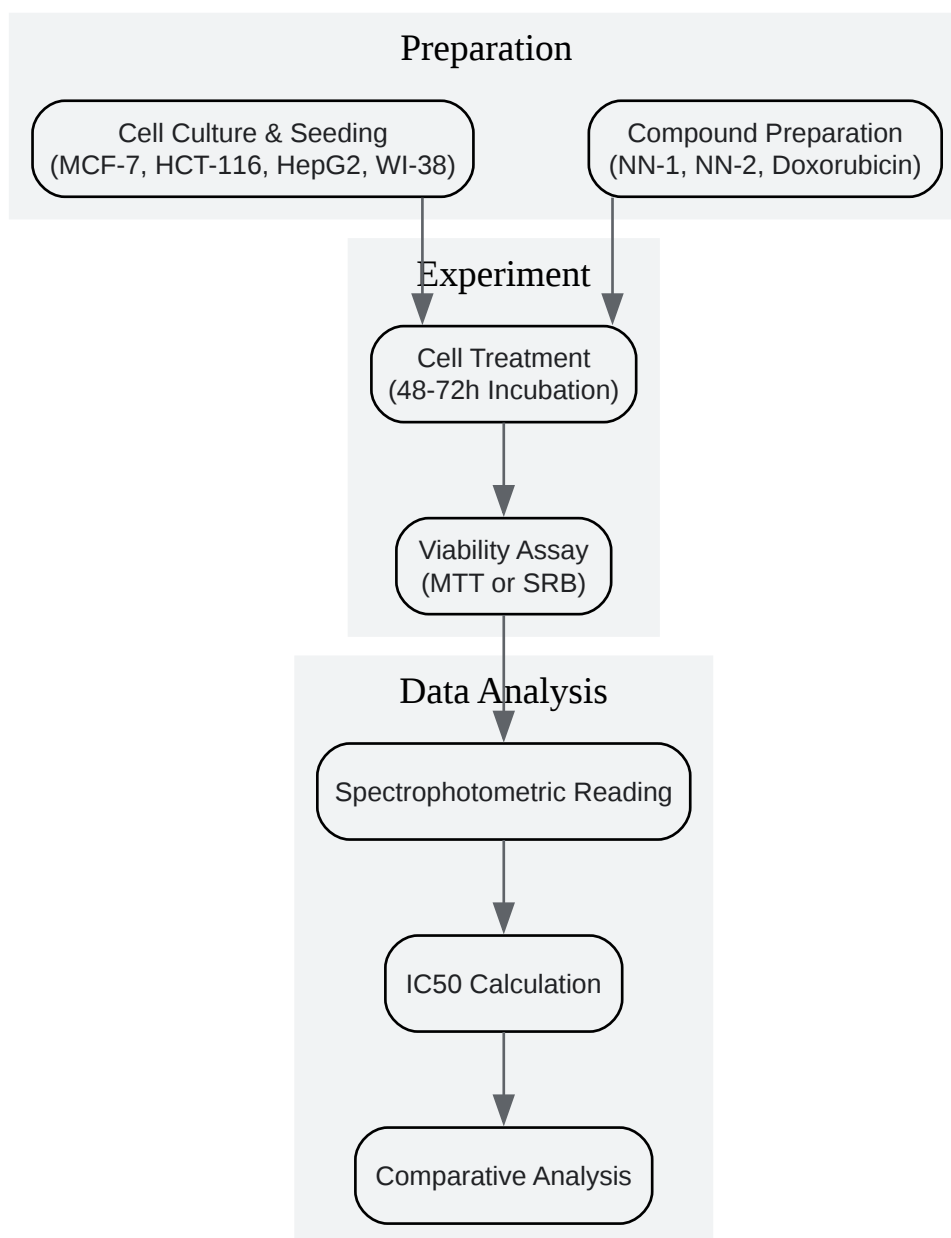 Preparation
Cell Culture & Seeding
(MCF-7, HCT-116, HepG2, WI-38)
Compound Preparation
(NN-1, NN-2, Doxorubicin)
Experiment
Cell Treatment
(48-72h Incubation)
Viability Assay
(MTT or SRB)
Data Analysis
Spectrophotometric Reading
IC50 Calculation
Comparative Analysis